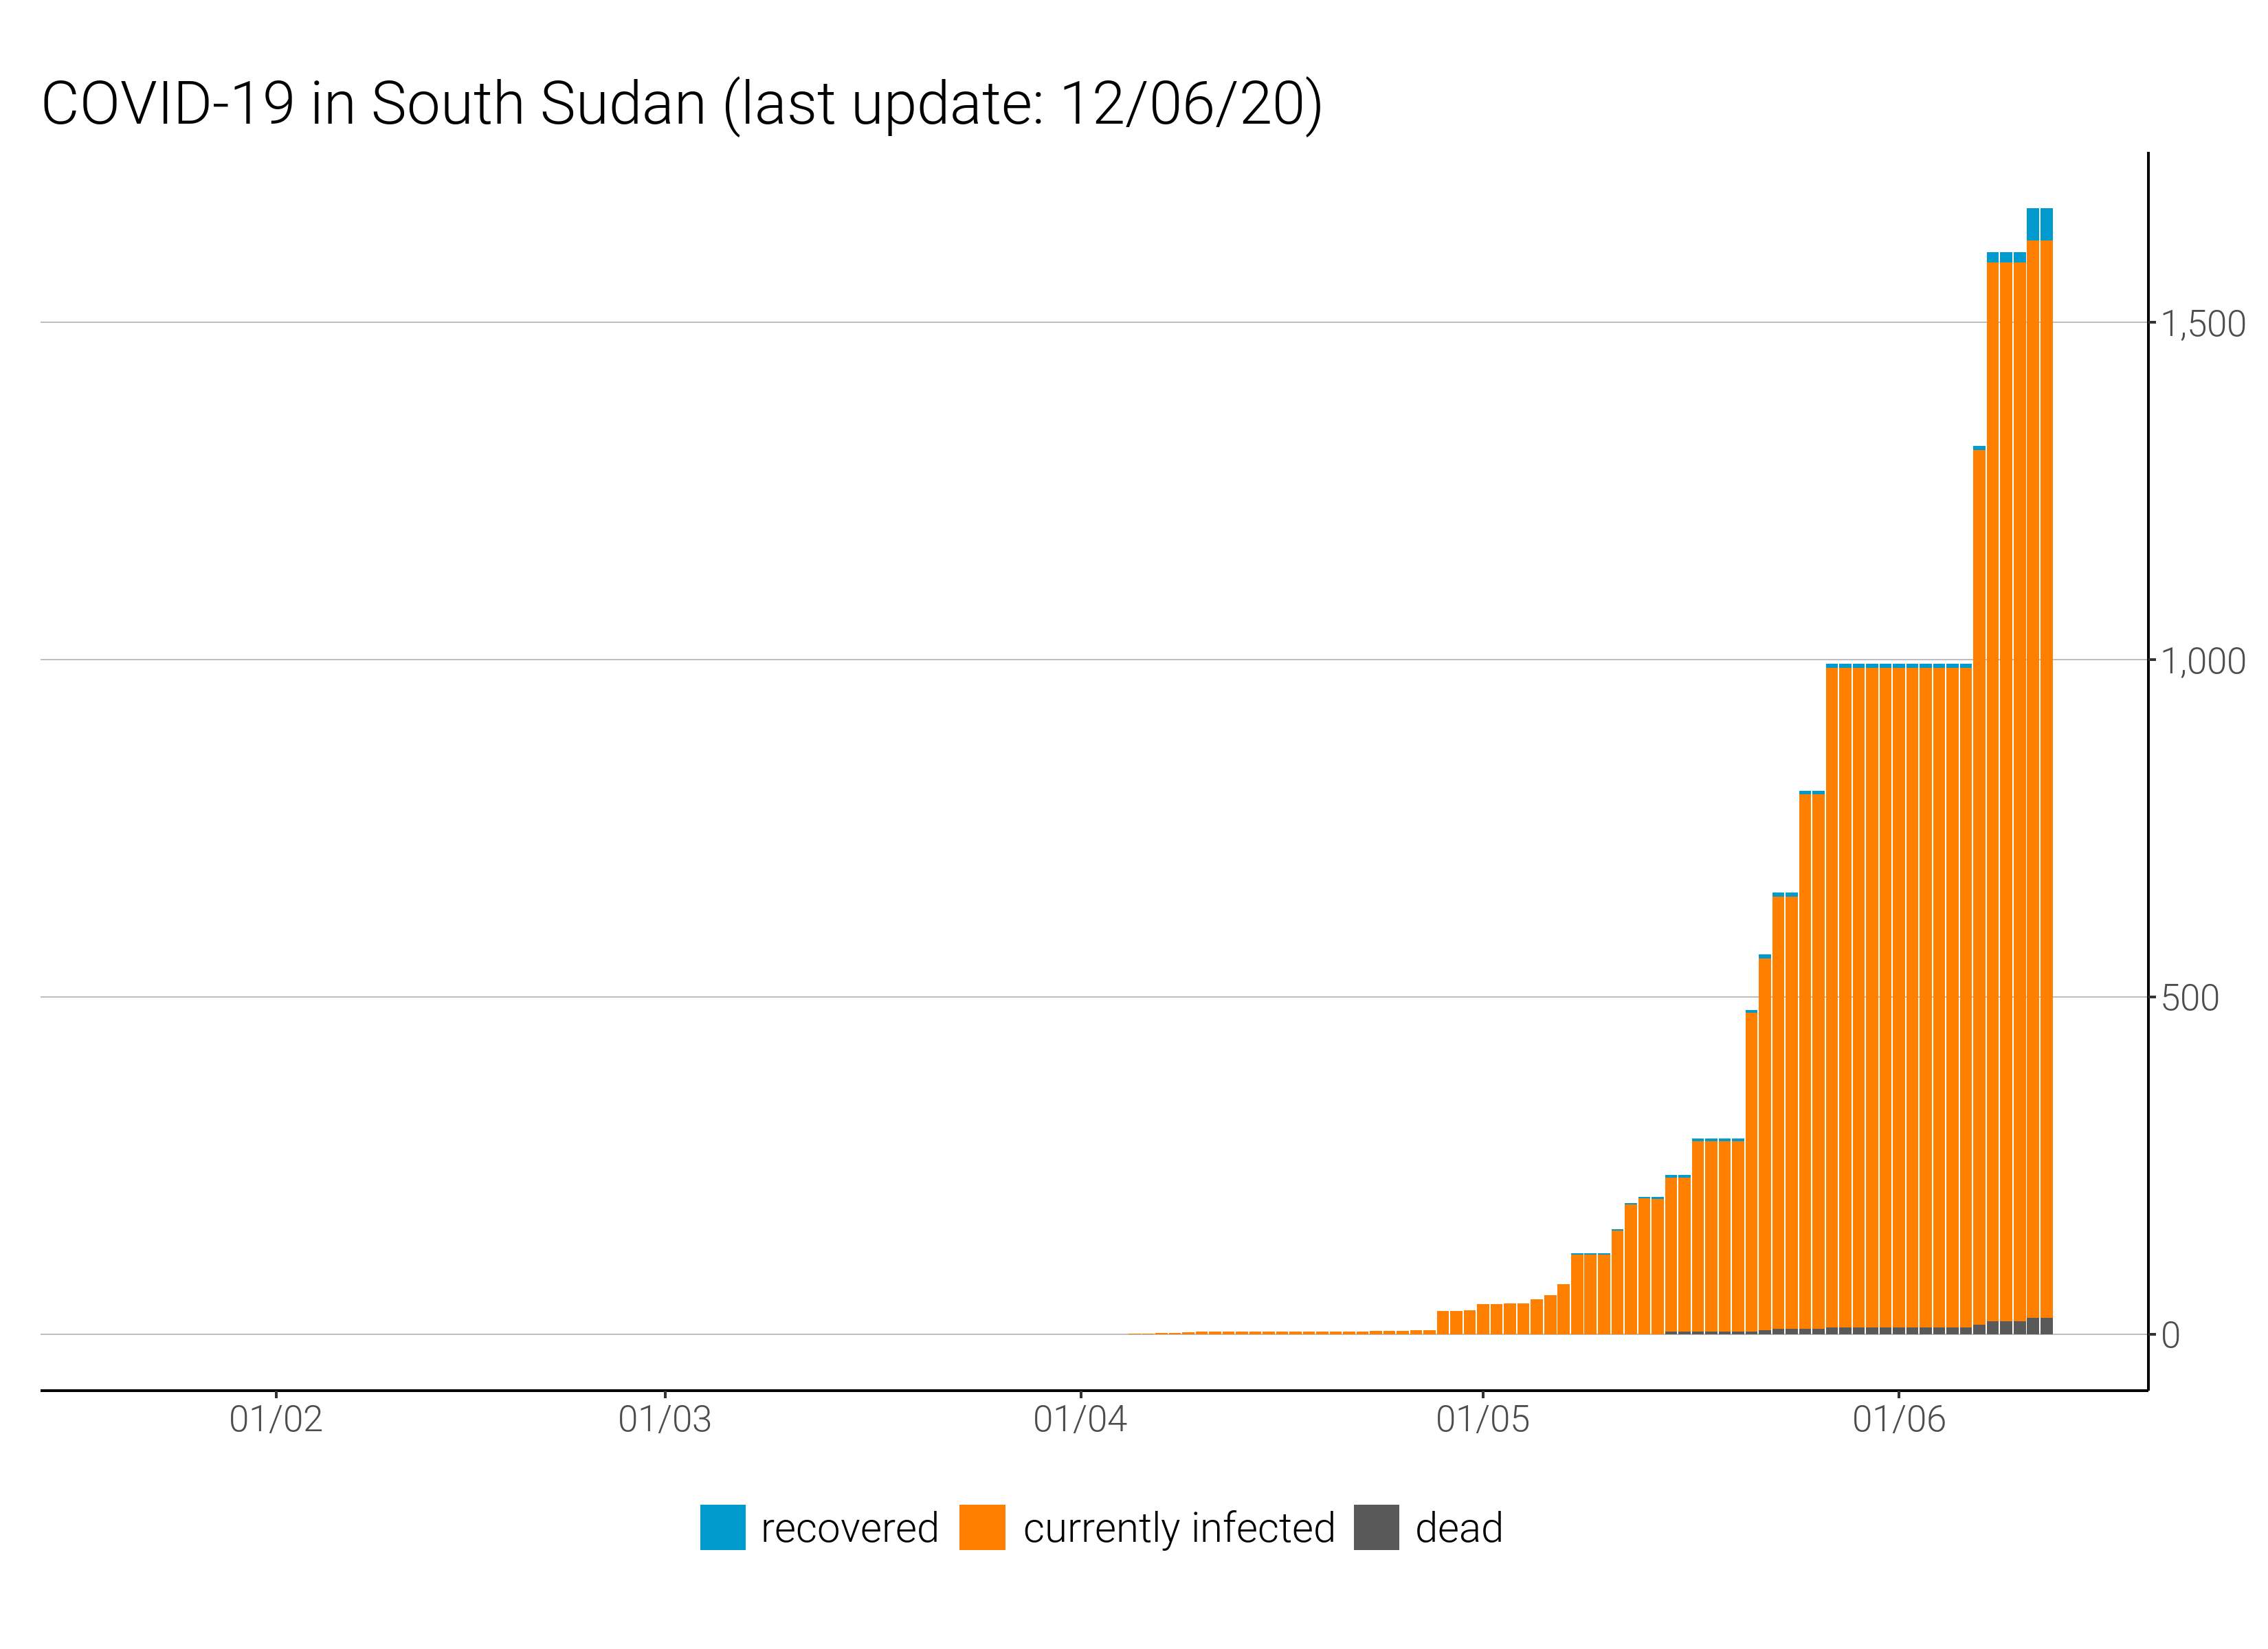 COVID-19 in South Sudan (last update: 12/06/20)
1,500
1,000
500
0
01/02 01/03 01/04 01/05 01/06
recovered currently infected dead